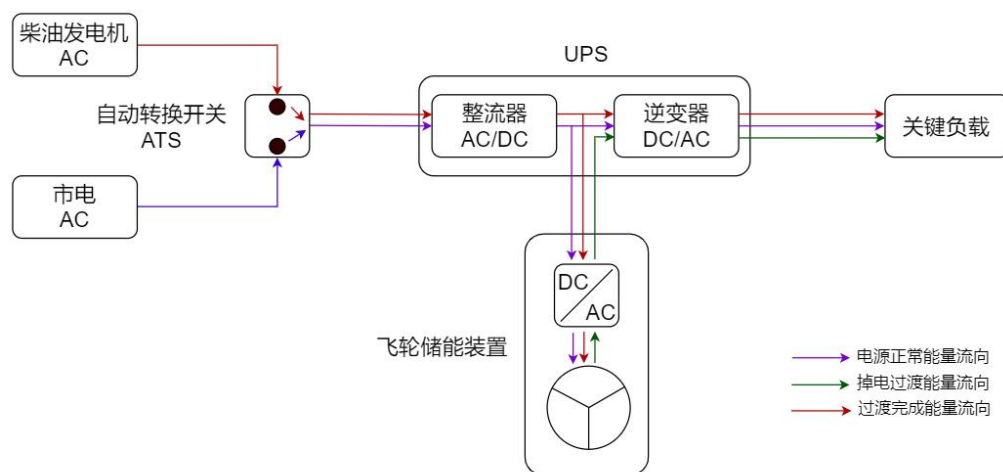 柴油发电机
AC
UPS
自动转换开关
ATS
整流器
AC/DC
逆变器
DC/AC
关键负载
市电
AC
DC
AC
飞轮储能装置
电源正常能量流向
掉电过渡能量流向
过渡完成能量流向